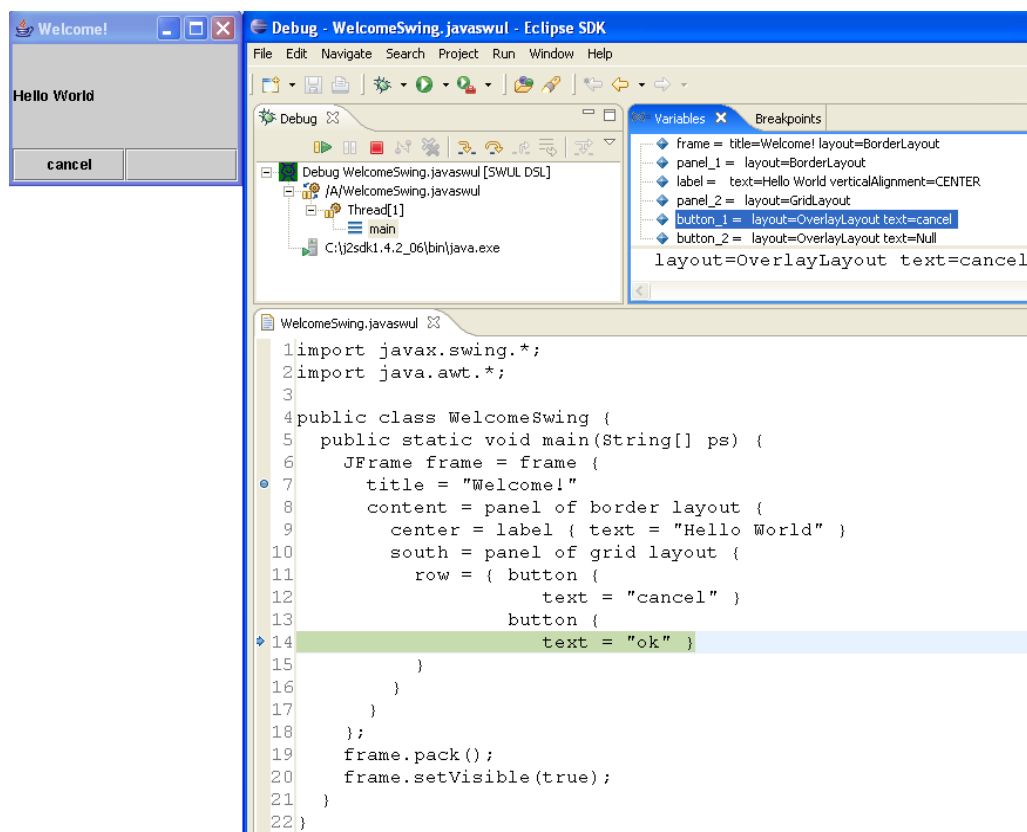 Welcome!
Hello World
cancel
Debug - WelcomeSwing.javaswul - Eclipse SDK
File Edit Navigate Search Project Run Window Help
Debug
Debug WelcomeSwing.javaswul [SWUL DSL]
/A/WelcomeSwing.javaswul
Thread[1]
main
C:\j2sdk1.4.2_06\bin\java.exe
Variables Breakpoints
frame = title=Welcome! layout=BorderLayout
panel_1 = layout=BorderLayout
label = text=Hello World verticalAlignment=CENTER
panel_2 = layout=GridLayout
button_1 = layout=OverlayLayout text=cancel
button_2 = layout=OverlayLayout text=Null
layout=OverlayLayout text=cancel
WelcomeSwing.javaswul
1 import javax.swing.*;
2 import java.awt.*;
3
4 public class WelcomeSwing {
5   public static void main(String[] ps) {
6     JFrame frame = frame {
7       title = "Welcome!"
8       content = panel of border layout {
9         center = label { text = "Hello World" }
10         south = panel of grid layout {
11           row = { button {
12                      text = "cancel" }
13                   button {
14                      text = "ok" }
15           }
16         }
17       }
18     };
19     frame.pack();
20     frame.setVisible(true);
21   }
22 }